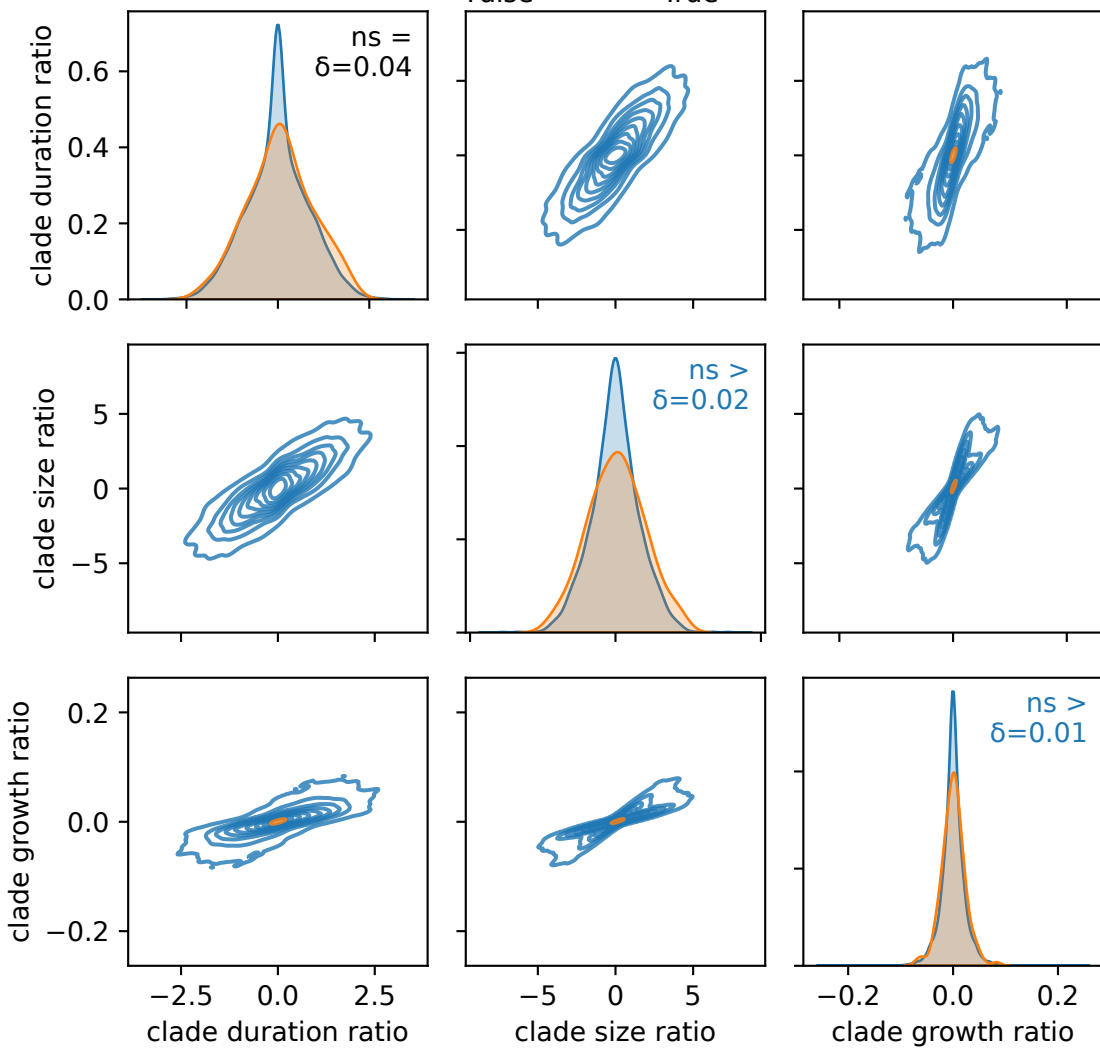 clade duration ratio
0.6
0.4
0.2
0.0
ns =
δ=0.04
clade size ratio
5
0
−5
ns >
δ=0.02
clade growth ratio
0.2
0.0
−0.2
ns >
δ=0.01
−2.5 0.0 2.5
−5 0 5
−0.2 0.0 0.2
clade duration ratio
clade size ratio
clade growth ratio